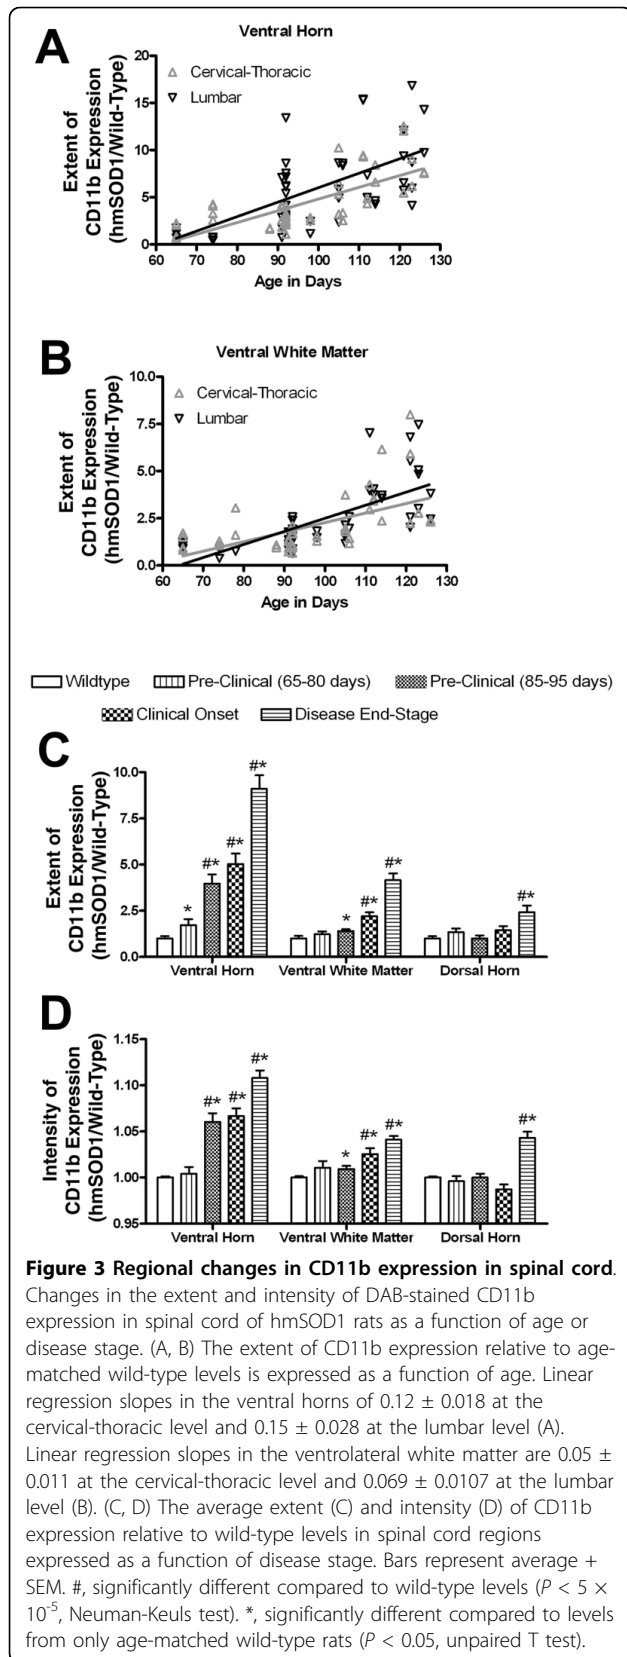 A
Ventral Horn
Extent of
CD11b Expression
(hmSOD1/Wild-Type)
20
15
10
5
0
Cervical-Thoracic
Lumbar
60 70 80 90 100 110 120 130
Age in Days
B
Ventral White Matter
Extent of
CD11b Expression
(hmSOD1/Wild-Type)
10.0
7.5
5.0
2.5
0.0
Cervical-Thoracic
Lumbar
60 70 80 90 100 110 120 130
Age in Days
Wildtype Pre-Clinical (65-80 days) Pre-Clinical (85-95 days)
Clinical Onset Disease End-Stage
C
Extent of
CD11b Expression
(hmSOD1/Wild-Type)
10.0
7.5
5.0
2.5
0.0
* #* #* #*
* #* #*
#*
Ventral Horn Ventral White Matter Dorsal Horn
D
Intensity of
CD11b Expression
(hmSOD1/Wild-Type)
1.15
1.10
1.05
1.00
0.95
#* #* #*
* #* #*
#*
Ventral Horn Ventral White Matter Dorsal Horn
Figure 3 Regional changes in CD11b expression in spinal cord.
Changes in the extent and intensity of DAB-stained CD11b
expression in spinal cord of hmSOD1 rats as a function of age or
disease stage. (A, B) The extent of CD11b expression relative to age-
matched wild-type levels is expressed as a function of age. Linear
regression slopes in the ventral horns of 0.12 ± 0.018 at the
cervical-thoracic level and 0.15 ± 0.028 at the lumbar level (A).
Linear regression slopes in the ventrolateral white matter are 0.05 ±
0.011 at the cervical-thoracic level and 0.069 ± 0.0107 at the lumbar
level (B). (C, D) The average extent (C) and intensity (D) of CD11b
expression relative to wild-type levels in spinal cord regions
expressed as a function of disease stage. Bars represent average +
SEM. #, significantly different compared to wild-type levels (P < 5 ×
10⁻⁵, Neuman-Keuls test). *, significantly different compared to levels
from only age-matched wild-type rats (P < 0.05, unpaired T test).